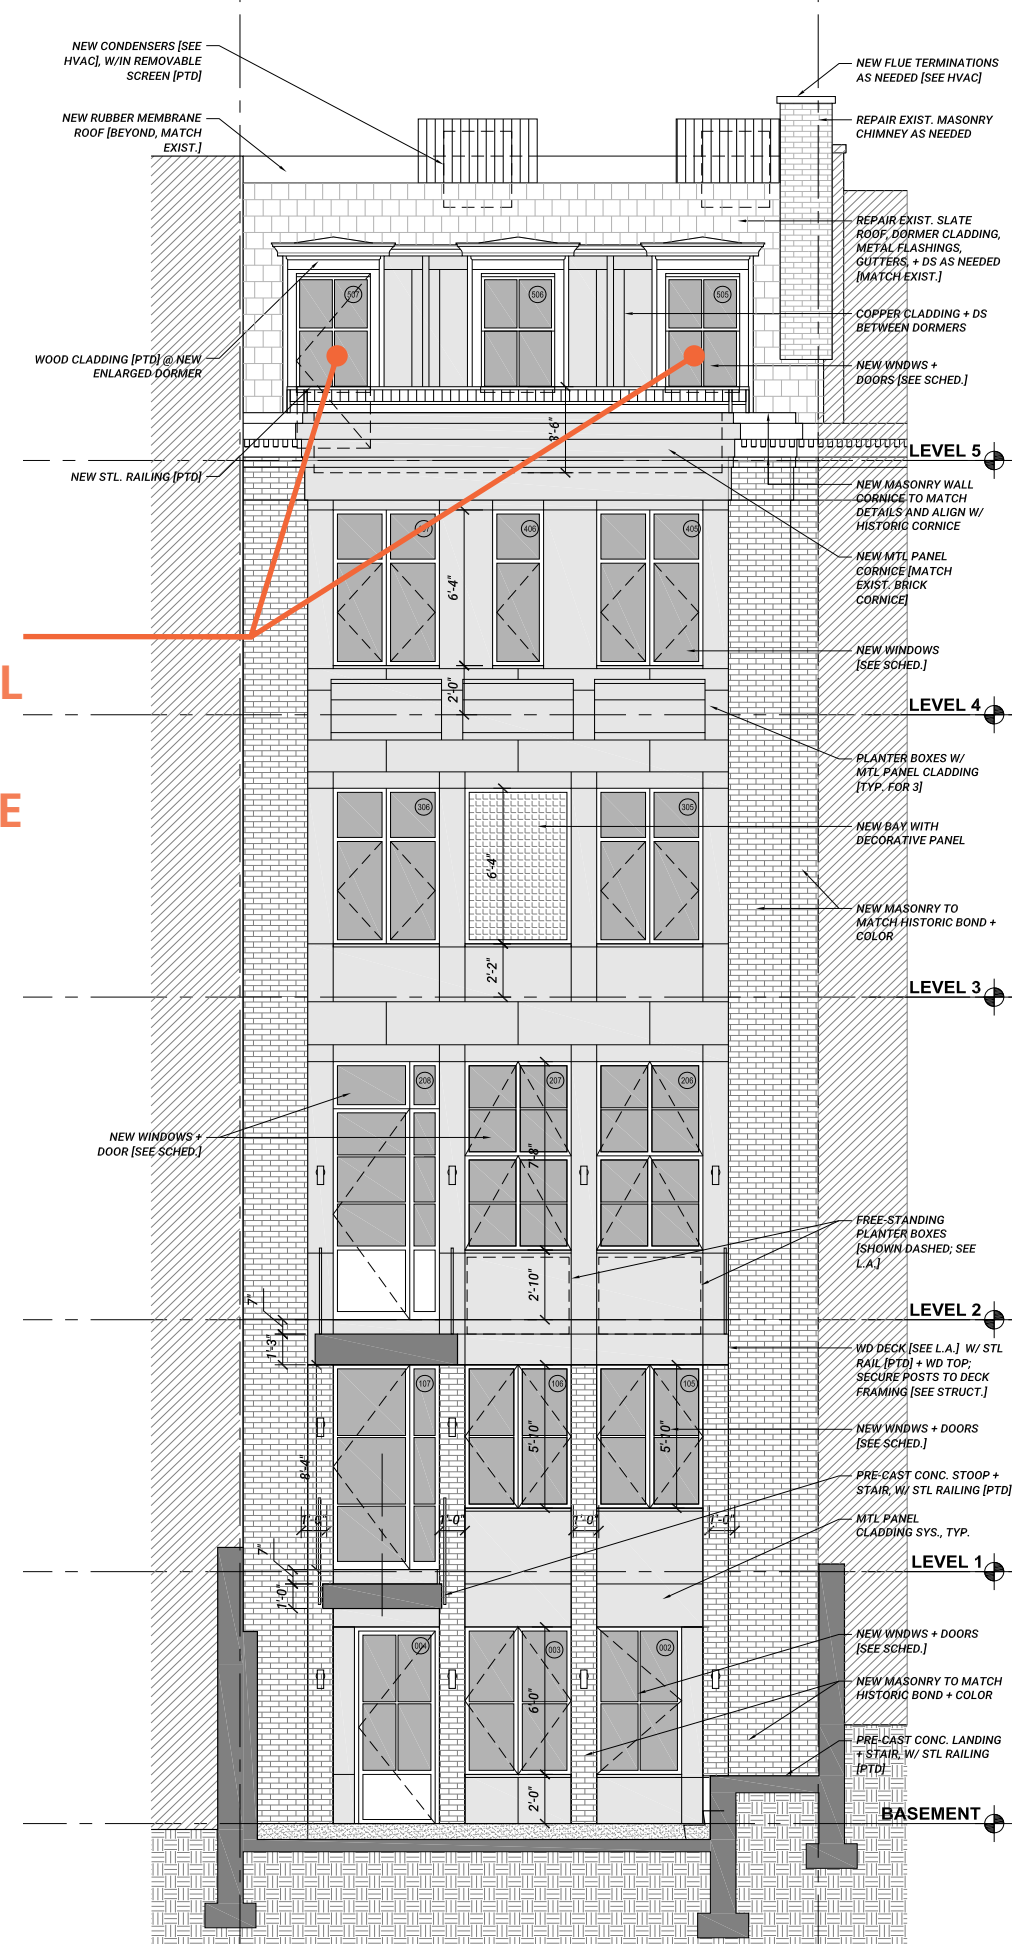 NEW CONDENSERS [SEE
HVAC], W/IN REMOVABLE
SCREEN [PTD]
NEW FLUE TERMINATIONS
AS NEEDED [SEE HVAC]
NEW RUBBER MEMBRANE
ROOF [BEYOND, MATCH
EXIST.]
REPAIR EXIST. MASONRY
CHIMNEY AS NEEDED
REPAIR EXIST. SLATE
ROOF, DORMER CLADDING,
METAL FLASHINGS,
GUTTERS, + DS AS NEEDED
[MATCH EXIST.]
507
506
505
COPPER CLADDING + DS
BETWEEN DORMERS
WOOD CLADDING [PTD] @ NEW
ENLARGED DORMER
NEW WNDWS +
DOORS [SEE SCHED.]
3'-6"
LEVEL 5
NEW STL. RAILING [PTD]
NEW MASONRY WALL
CORNICE TO MATCH
DETAILS AND ALIGN W/
HISTORIC CORNICE
406
405
NEW MTL PANEL
CORNICE [MATCH
EXIST. BRICK
CORNICE]
6'-4"
NEW WINDOWS
[SEE SCHED.]
L
2'-0"
LEVEL 4
PLANTER BOXES W/
MTL PANEL CLADDING
[TYP. FOR 3]
E
306
305
NEW BAY WITH
DECORATIVE PANEL
6'-4"
NEW MASONRY TO
MATCH HISTORIC BOND +
COLOR
2'-2"
LEVEL 3
208
207
206
NEW WINDOWS +
DOOR [SEE SCHED.]
7'-8"
FREE-STANDING
PLANTER BOXES
[SHOWN DASHED; SEE
L.A.]
2'-10"
7"
LEVEL 2
1'-3"
WD DECK [SEE L.A.] W/ STL
RAIL [PTD] + WD TOP;
SECURE POSTS TO DECK
FRAMING [SEE STRUCT.]
107
106
105
5'-10"
5'-10"
NEW WNDWS + DOORS
[SEE SCHED.]
8'-4"
PRE-CAST CONC. STOOP +
STAIR, W/ STL RAILING [PTD]
1'-0"
1'-0"
1'-0"
1'-0"
MTL PANEL
CLADDING SYS., TYP.
7"
LEVEL 1
1'-0"
004
003
002
NEW WNDWS + DOORS
[SEE SCHED.]
6'-0"
NEW MASONRY TO MATCH
HISTORIC BOND + COLOR
PRE-CAST CONC. LANDING
+ STAIR, W/ STL RAILING
[PTD]
2'-0"
BASEMENT